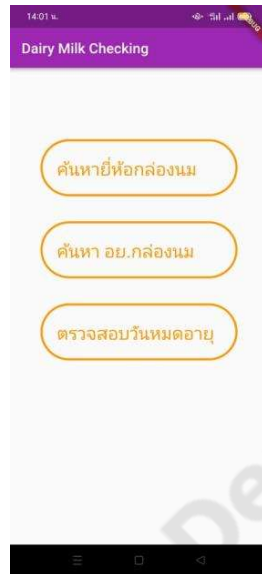 14:01 น.
Dairy Milk Checking
ค้นหายี่ห้อกล่องนม
ค้นหา อย.กล่องนม
ตรวจสอบวันหมดอายุ
De